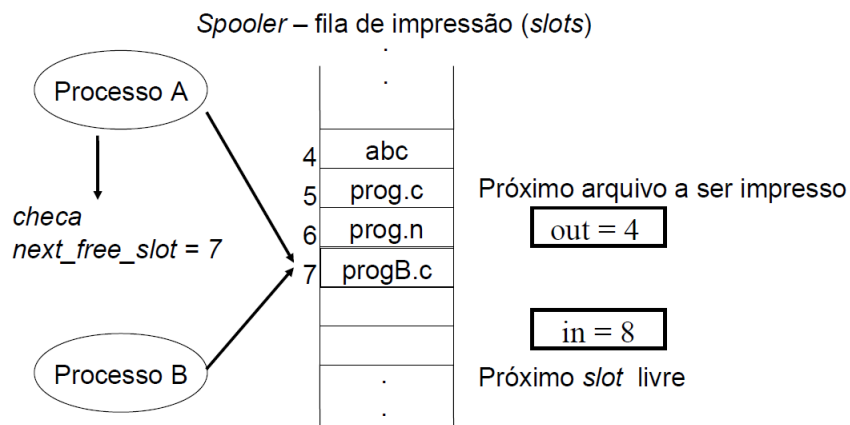 Spooler – fila de impressão (slots)
Processo A
checa
next_free_slot = 7
4 abc
5 prog.c
6 prog.n
7 progB.c
Próximo arquivo a ser impresso
out = 4
in = 8
Próximo slot livre
Processo B